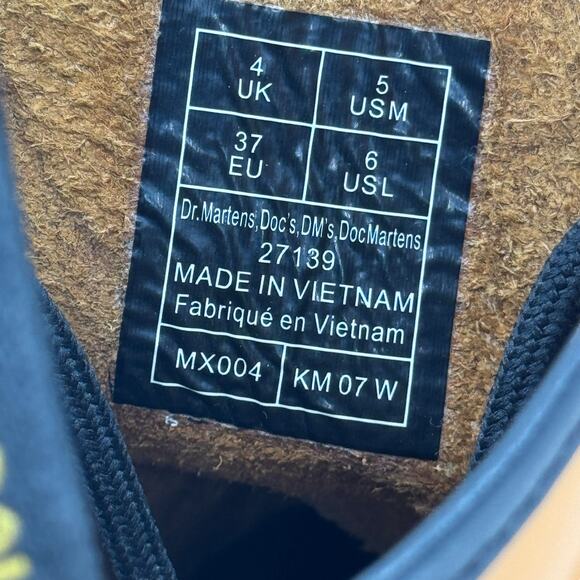 4
UK
5
USM
37
EU
6
USL
Dr.Martens,Doc's,DM's,DocMartens
27139
MADE IN VIETNAM
Fabriqué en Vietnam
MX004
KM 07 W